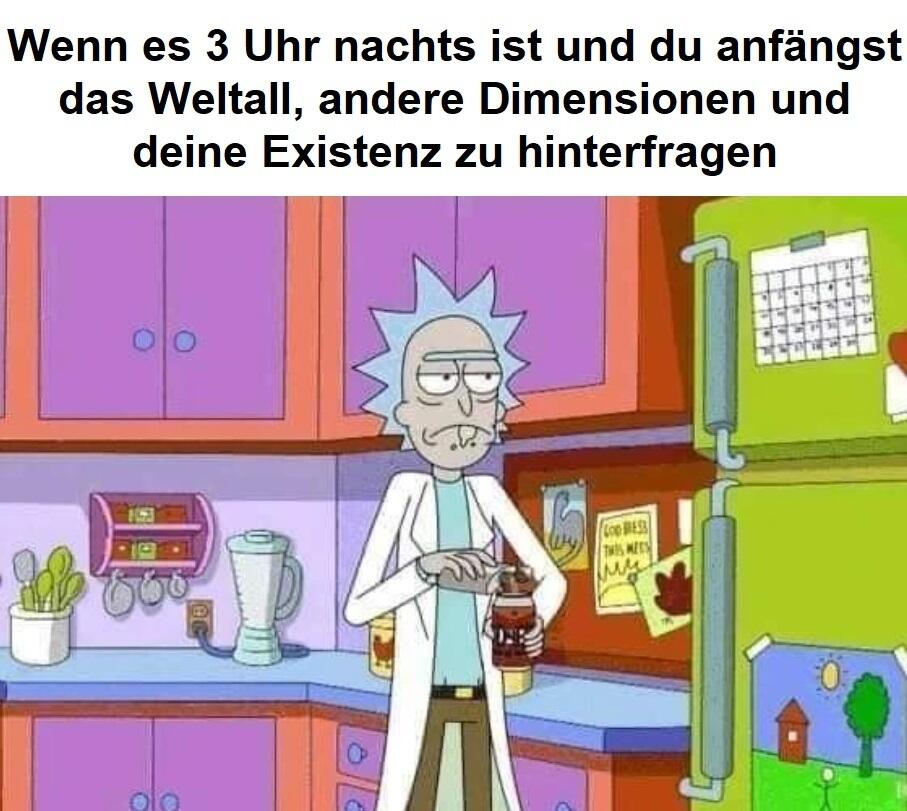 Wenn es 3 Uhr nachts ist und du anfängst
das Weltall, andere Dimensionen und
deine Existenz zu hinterfragen
GOD BLESS
THIS MESS